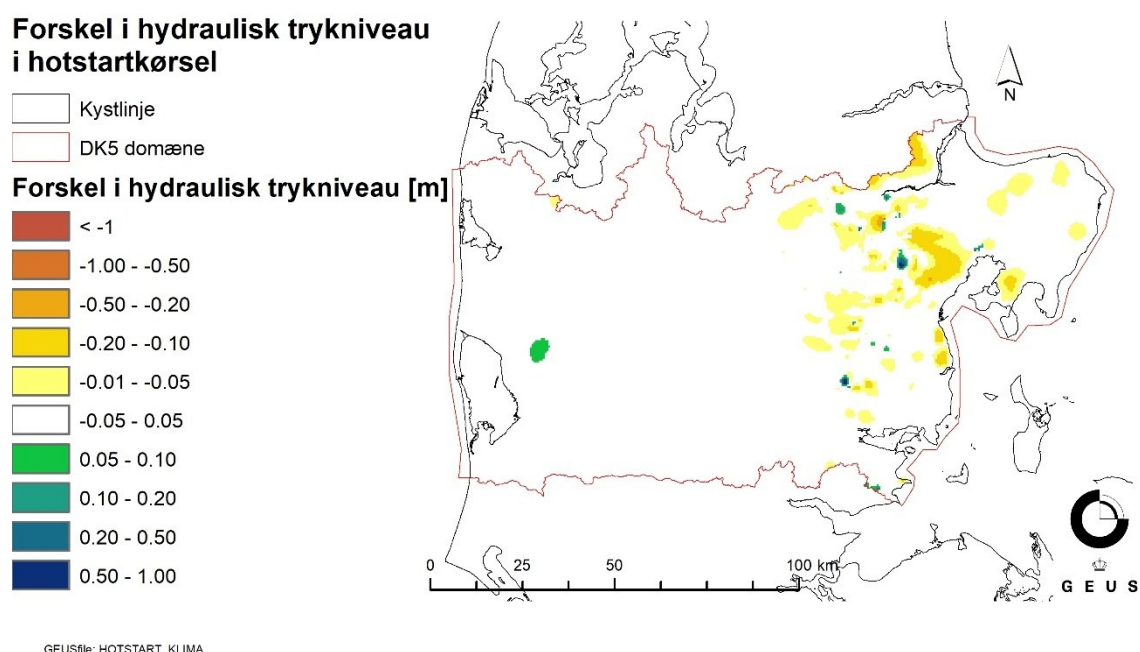 Forskel i hydraulisk trykniveau
i hotstartkørsel
Kystlinje
DK5 domæne
Forskel i hydraulisk trykniveau [m]
< -1
-1.00 - -0.50
-0.50 - -0.20
-0.20 - -0.10
-0.01 - -0.05
-0.05 - 0.05
0.05 - 0.10
0.10 - 0.20
0.20 - 0.50
0.50 - 1.00
N
0 25 50 100 km
G E U S
GEUSfile: HOTSTART_KLIMA